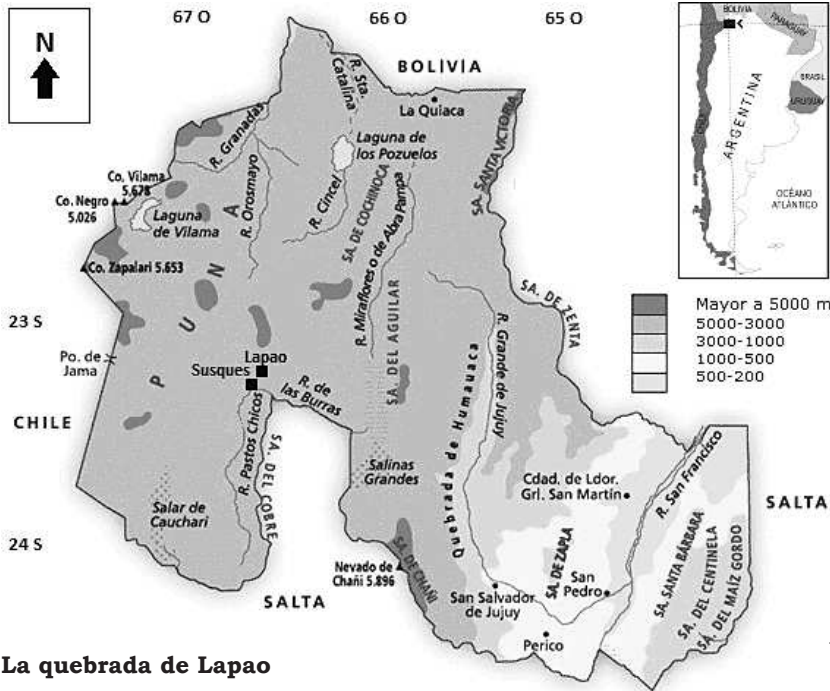 67 O
66 O
65 O
N
BOLIVIA
R. Sta.
Catalina
La Quiaca
R. Granadas
Laguna de
los Pozuelos
SA. SANTA VICTORIA
Co. Vilama
5.678
Co. Negro
5.026
Laguna
de Vilama
R. Orosmayo
R. Cincel
SA. DE COCHINOCA
R. Miraflores o de Abra Pampa
Co. Zapalari 5.653
PUNA
SA. DE ZENTA
23 S
SA. DEL AGUILAR
R. Grande de Jujuy
Quebrada de Humauaca
Po. de
Jama
Lapao
Susques
R. de
las Burras
CHILE
R. Pastos Chicos
SA. DEL COBRE
Salinas
Grandes
Salar de
Cauchari
Cdad. de Ldor.
Grl. San Martín
R. San Francisco
SALTA
24 S
Nevado de
Chañi 5.896
SA. DE CHAÑI
SA. DE ZAPLA
SALTA
San Salvador
de Jujuy
San
Pedro
Perico
SA. SANTA BÁRBARA
SA. DEL CENTINELA
SA. DEL MAÍZ GORDO
BOLIVIA
PARAGUAY
BRASIL
URUGUAY
ARGENTINA
OCÉANO
ATLÁNTICO
Mayor a 5000 m
5000-3000
3000-1000
1000-500
500-200
La quebrada de Lapao